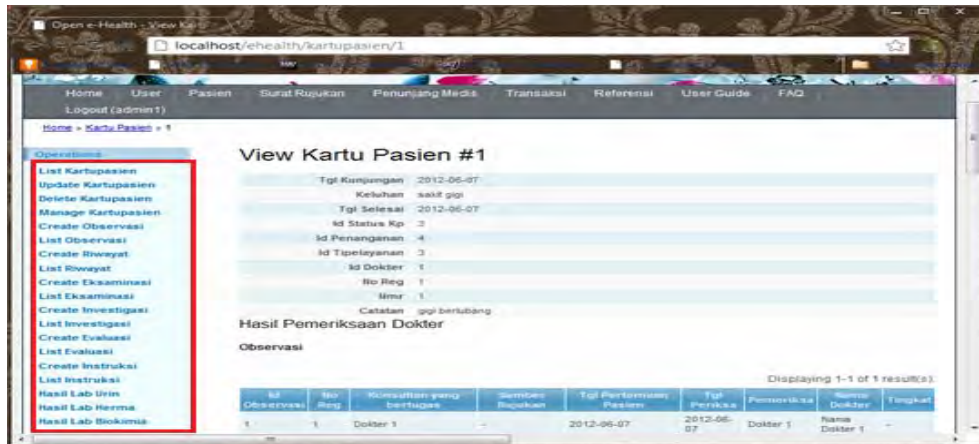 Open e-Health - View Kart
localhost/ehealth/kartupasien/1
Home User Pasien Surat Rujukan Penunjang Medis Transaksi Referensi User Guide FAQ
Logout (admin1)
Home » Kartu Pasien » 1
Operations
View Kartu Pasien #1
List Kartupasien
Update Kartupasien
Delete Kartupasien
Manage Kartupasien
Create Observasi
List Observasi
Create Riwayat
List Riwayat
Create Eksaminasi
List Eksaminasi
Create Investigasi
List Investigasi
Create Evaluasi
List Evaluasi
Create Instruksi
List Instruksi
Hasil Lab Urin
Hasil Lab Herma
Hasil Lab Biokimia
Tgl Kunjungan 2012-06-07
Keluhan sakit gigi
Tgl Selesai 2012-06-07
Id Status Kp 3
Id Penanganan 4
Id Tipelayanan 3
Id Dokter 1
No Reg 1
Umr 1
Catatan gigi berlubang
Hasil Pemeriksaan Dokter
Observasi
Displaying 1-1 of 1 result(s).
Id Observasi No Reg Konsultan yang bertugas Sumber Rujukan Tgl Pertemuan Pasien Tgl Periksa Pemeriksa Nama Dokter Tingkat
1 1 Dokter 1 - 2012-06-07 2012-06-07 Dokter 1 Nama Dokter 1 -